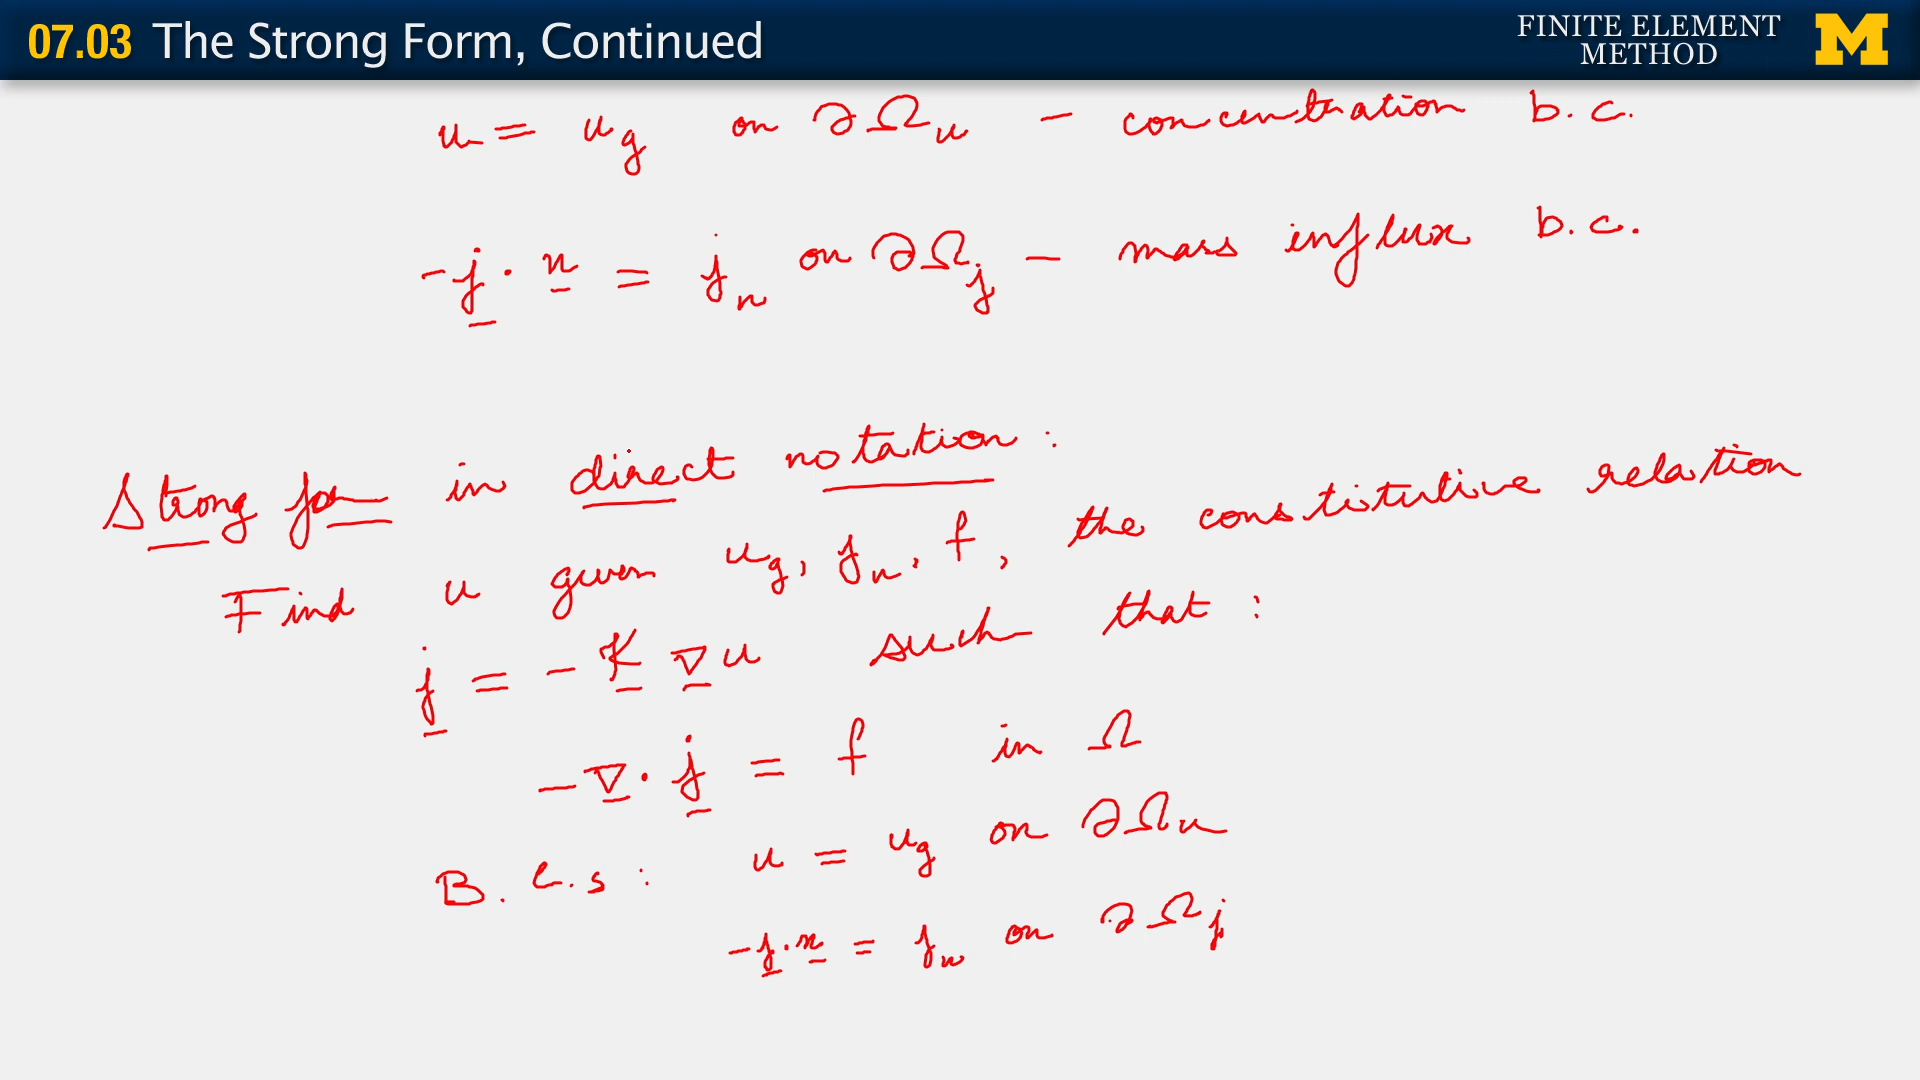 07.03 The Strong Form, Continued
FINITE ELEMENT
METHOD
M
u = u_g on ∂Ω_u - concentration b.c.
-j · n = j_n on ∂Ω_j - mass influx b.c.
Strong form in direct notation:
Find u given u_g, j_n, f, the constitutive relation
j = - K ∇u such that:
-∇ · j = f in Ω
B.C.s: u = u_g on ∂Ω_u
-j · n = j_n on ∂Ω_j